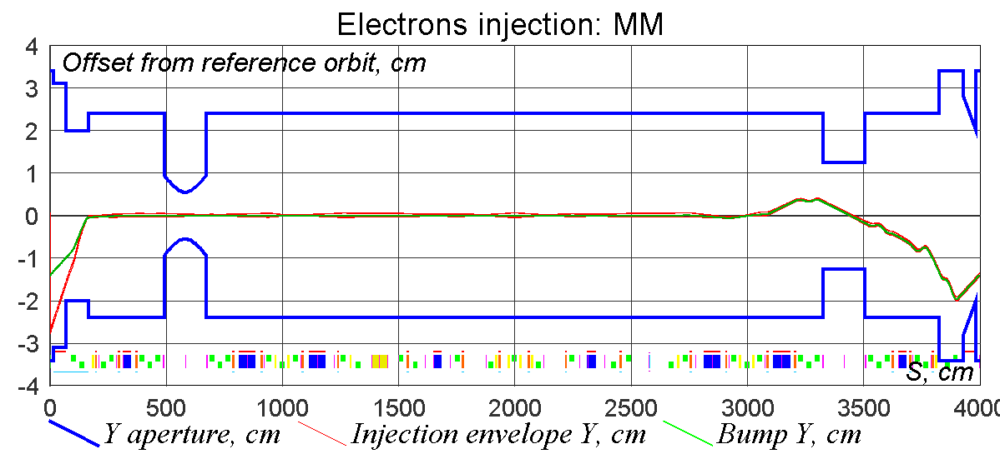 Electrons injection: MM
Offset from reference orbit, cm
4
3
2
1
0
-1
-2
-3
-4
S, cm
0 500 1000 1500 2000 2500 3000 3500 4000
Y aperture, cm Injection envelope Y, cm Bump Y, cm